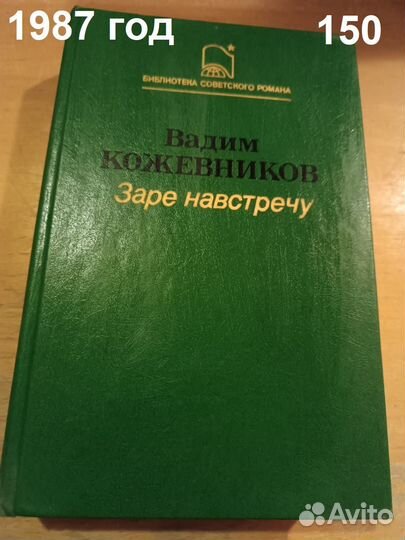 1987 год
150
БИБЛИОТЕКА СОВЕТСКОГО РОМАНА
Вадим
КОЖЕВНИКОВ
Заре навстречу
Avito